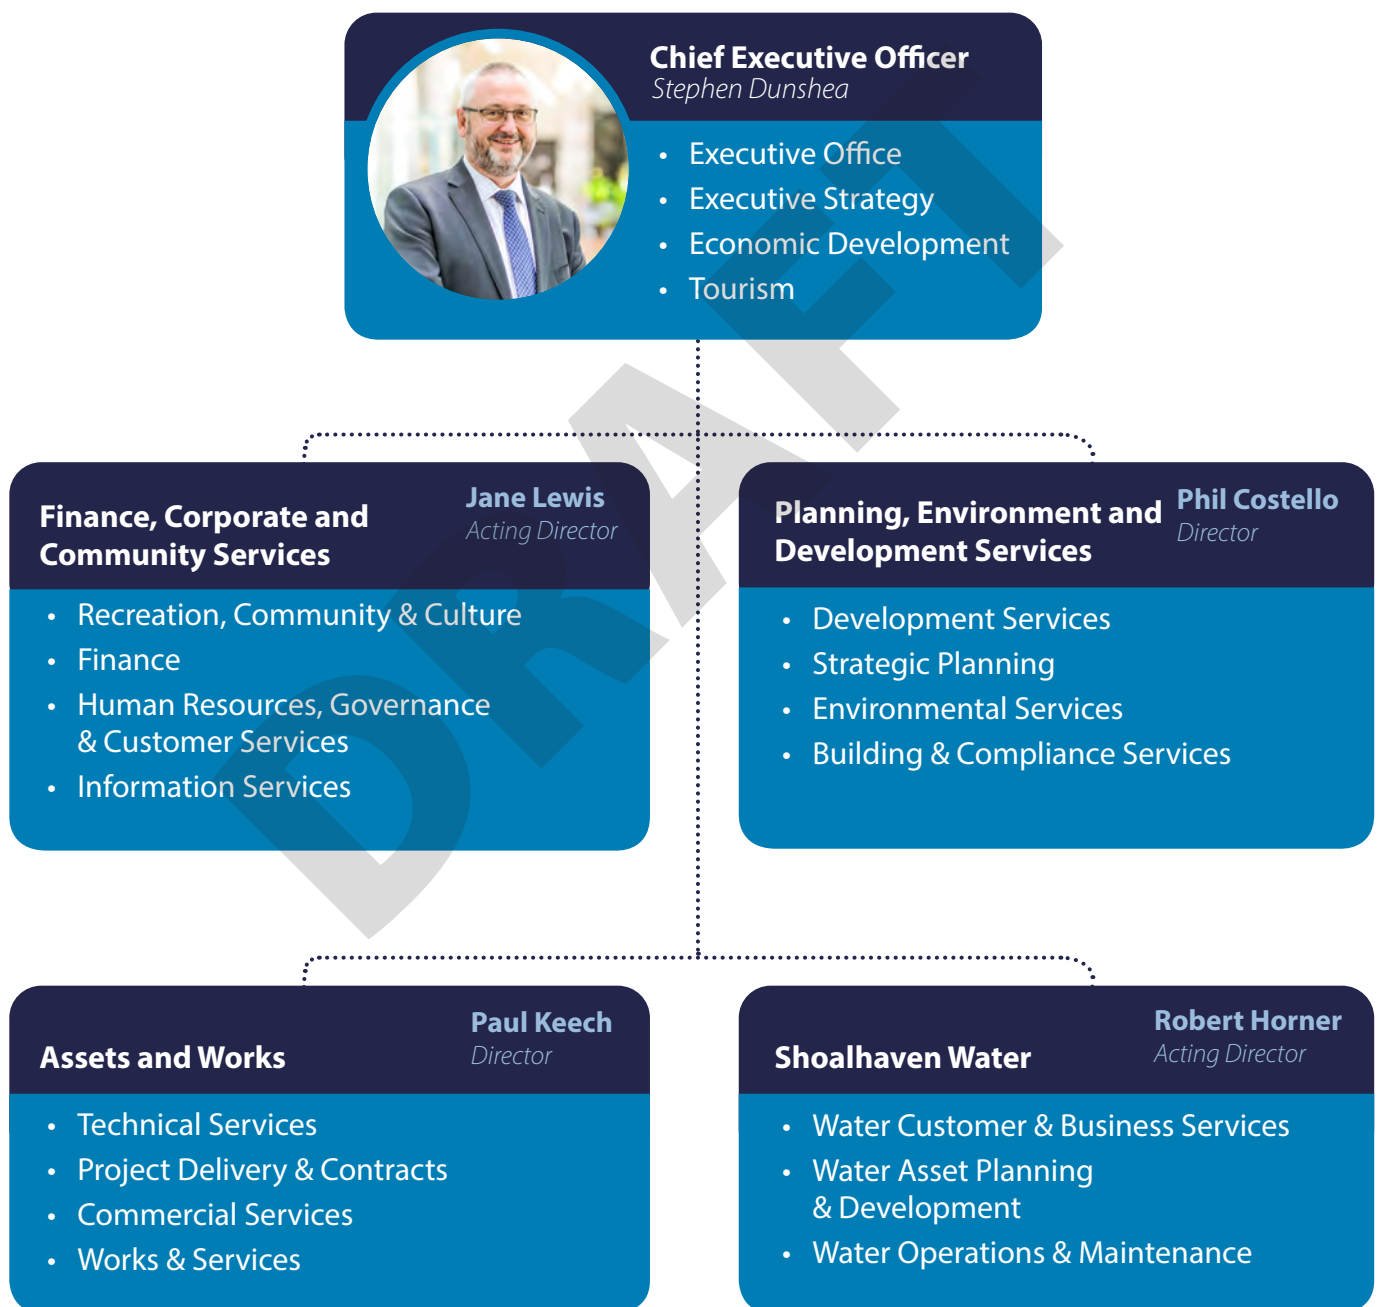 Chief Executive Officer
Stephen Dunshea
• Executive Office
• Executive Strategy
• Economic Development
• Tourism
Finance, Corporate and
Community Services
Jane Lewis
Acting Director
• Recreation, Community & Culture
• Finance
• Human Resources, Governance
& Customer Services
• Information Services
Planning, Environment and
Development Services
Phil Costello
Director
• Development Services
• Strategic Planning
• Environmental Services
• Building & Compliance Services
Assets and Works
Paul Keech
Director
• Technical Services
• Project Delivery & Contracts
• Commercial Services
• Works & Services
Shoalhaven Water
Robert Horner
Acting Director
• Water Customer & Business Services
• Water Asset Planning
& Development
• Water Operations & Maintenance
DRAFT